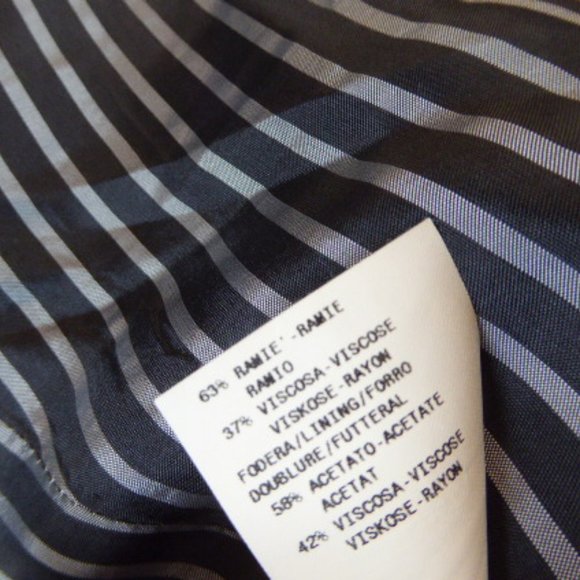 63% RAMIE'-RAMIE
RAMIO
37% VISCOSA-VISCOSE
VISKOSE-RAYON
FODERA/LINING/FORRO
DOUBLURE/FUTTERAL
58% ACETATO-ACETATE
ACETAT
42% VISCOSA-VISCOSE
VISKOSE-RAYON